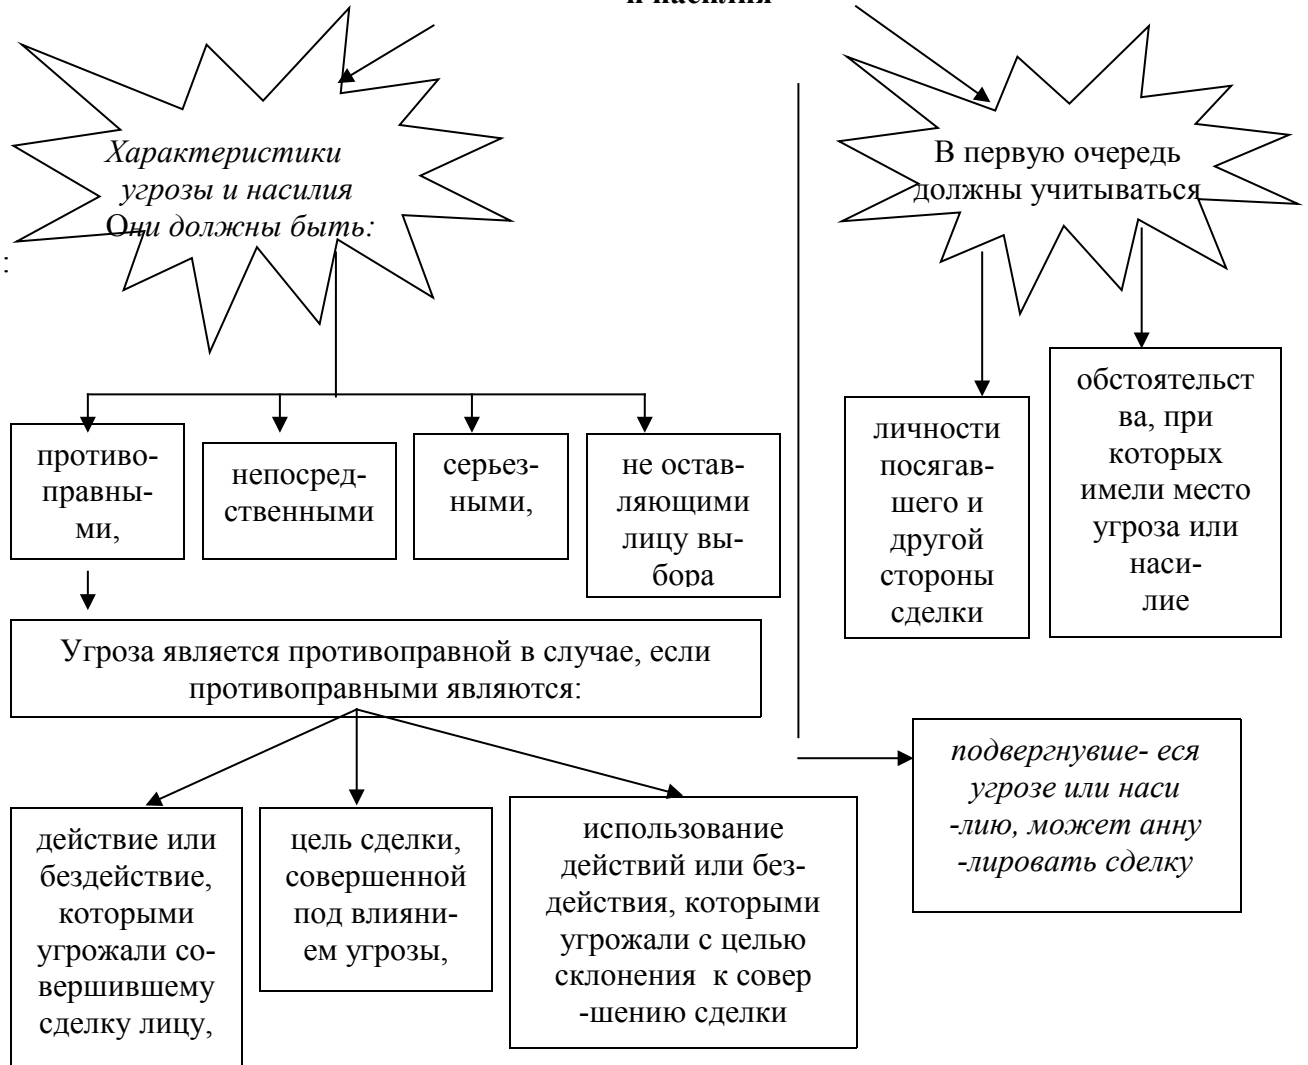 и насилия
Характеристики
угрозы и насилия
Они должны быть:
:
В первую очередь
должны учитываться
противо-
правны-
ми,
непосред-
ственными
серьез-
ными,
не остав-
ляющими
лицу вы-
бора
личности
посягав-
шего и
другой
стороны
сделки
обстоятельст
ва, при
которых
имели место
угроза или
наси-
лие
Угроза является противоправной в случае, если
противоправными являются:
действие или
бездействие,
которыми
угрожали со-
вершившему
сделку лицу,
цель сделки,
совершенной
под влияни-
ем угрозы,
использование
действий или без-
действия, которыми
угрожали с целью
склонения к совер
-шению сделки
подвергнувше- еся
угрозе или наси
-лию, может анну
-лировать сделку